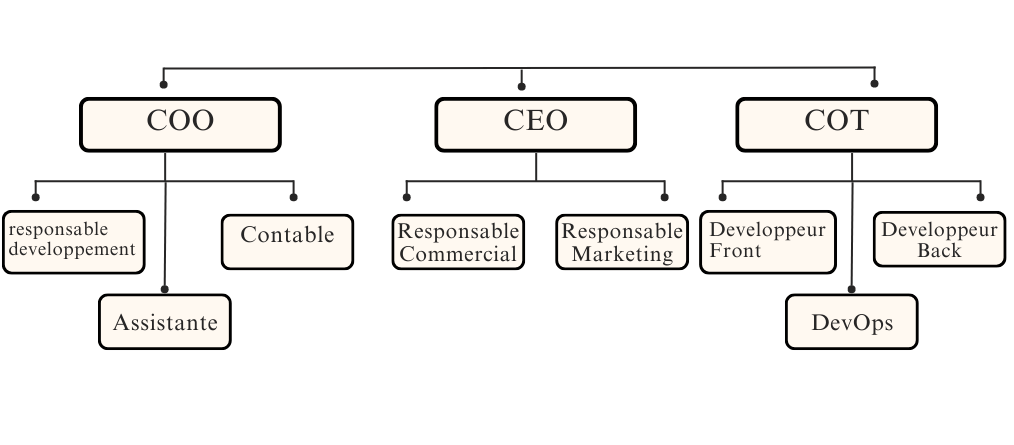 COO
CEO
COT
responsable
developpement
Contable
Responsable
Commercial
Responsable
Marketing
Developpeur
Front
Developpeur
Back
Assistante
DevOps